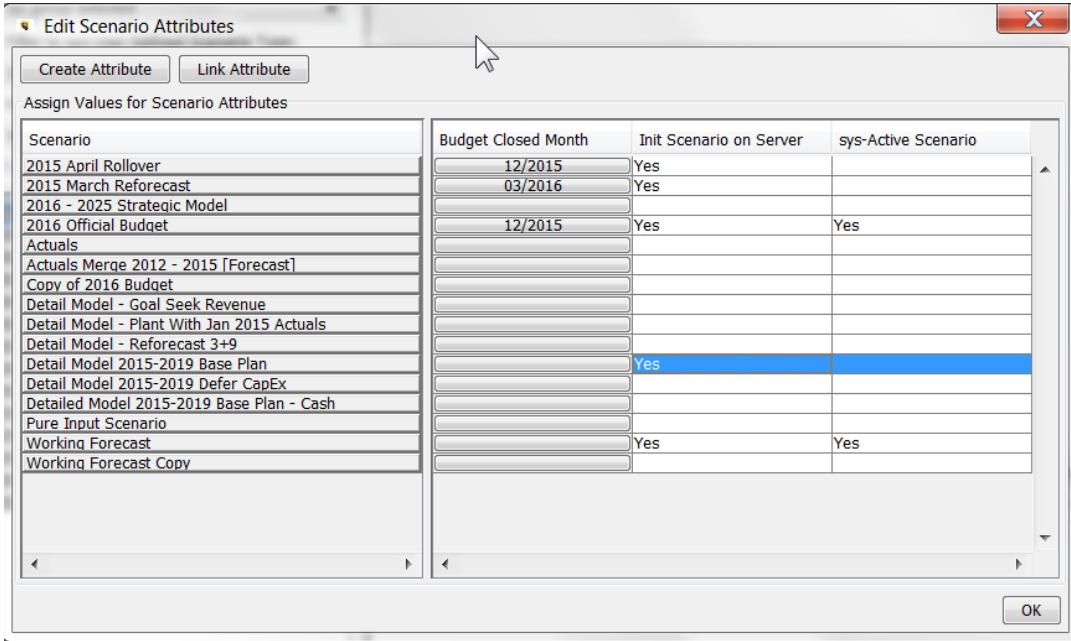 Edit Scenario Attributes
X
Create Attribute Link Attribute
Assign Values for Scenario Attributes
Scenario Budget Closed Month Init Scenario on Server sys-Active Scenario
2015 April Rollover 12/2015 Yes
2015 March Reforecast 03/2016 Yes
2016 - 2025 Strategic Model
2016 Official Budget 12/2015 Yes Yes
Actuals
Actuals Merge 2012 - 2015 [Forecast]
Copy of 2016 Budget
Detail Model - Goal Seek Revenue
Detail Model - Plant With Jan 2015 Actuals
Detail Model - Reforecast 3+9
Detail Model 2015-2019 Base Plan Yes
Detail Model 2015-2019 Defer CapEx
Detailed Model 2015-2019 Base Plan - Cash
Pure Input Scenario
Working Forecast Yes Yes
Working Forecast Copy
OK